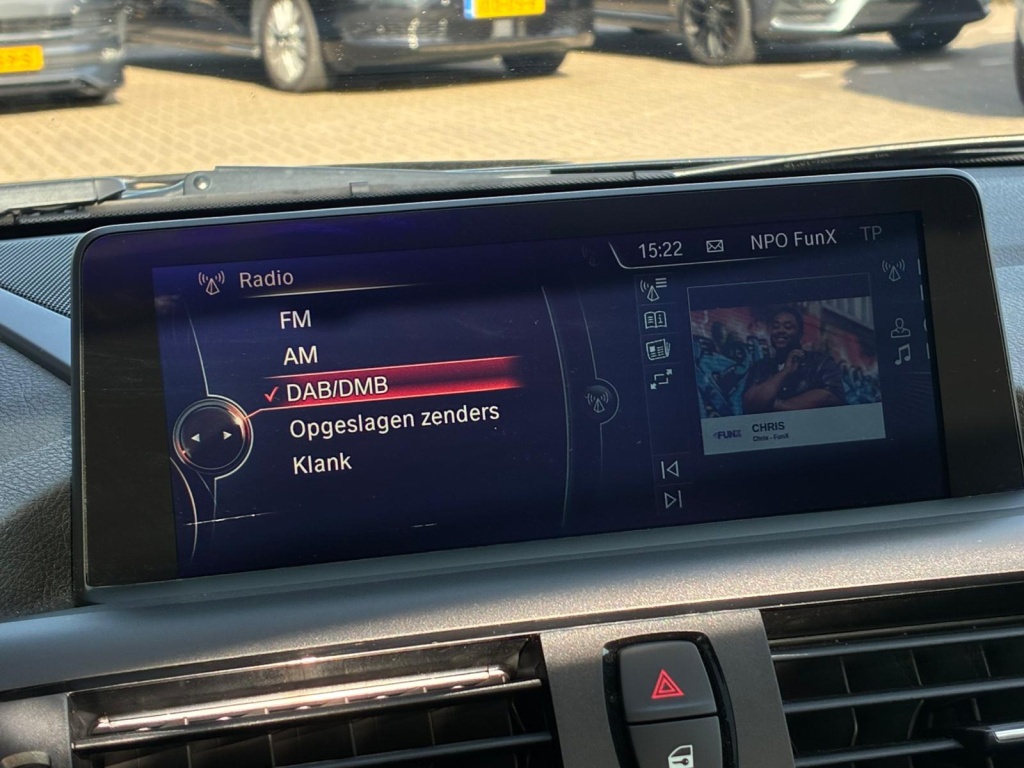 Radio
15:22 NPO FunX TP
FM
AM
DAB/DMB
Opgeslagen zenders
Klank
FUNX CHRIS
Chris - FunX